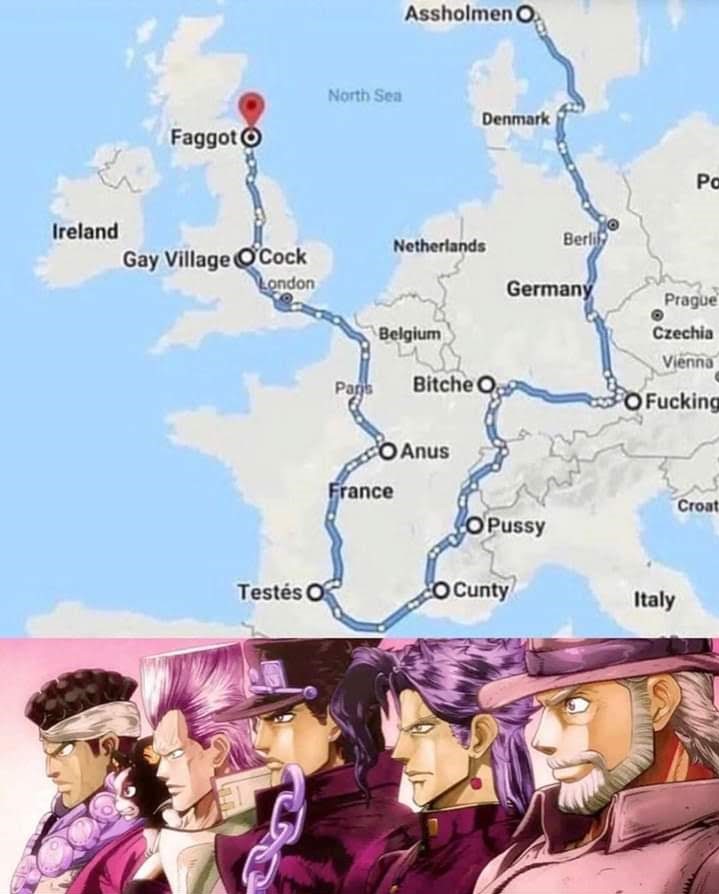 Assholmen
North Sea
Denmark
Faggot
Po
Ireland
Berlin
Netherlands
Gay Village
Cock
London
Germany
Prague
Belgium
Czechia
Vienna
Paris
Bitche
Fucking
Anus
France
Croat
Pussy
Testés
Cunty
Italy